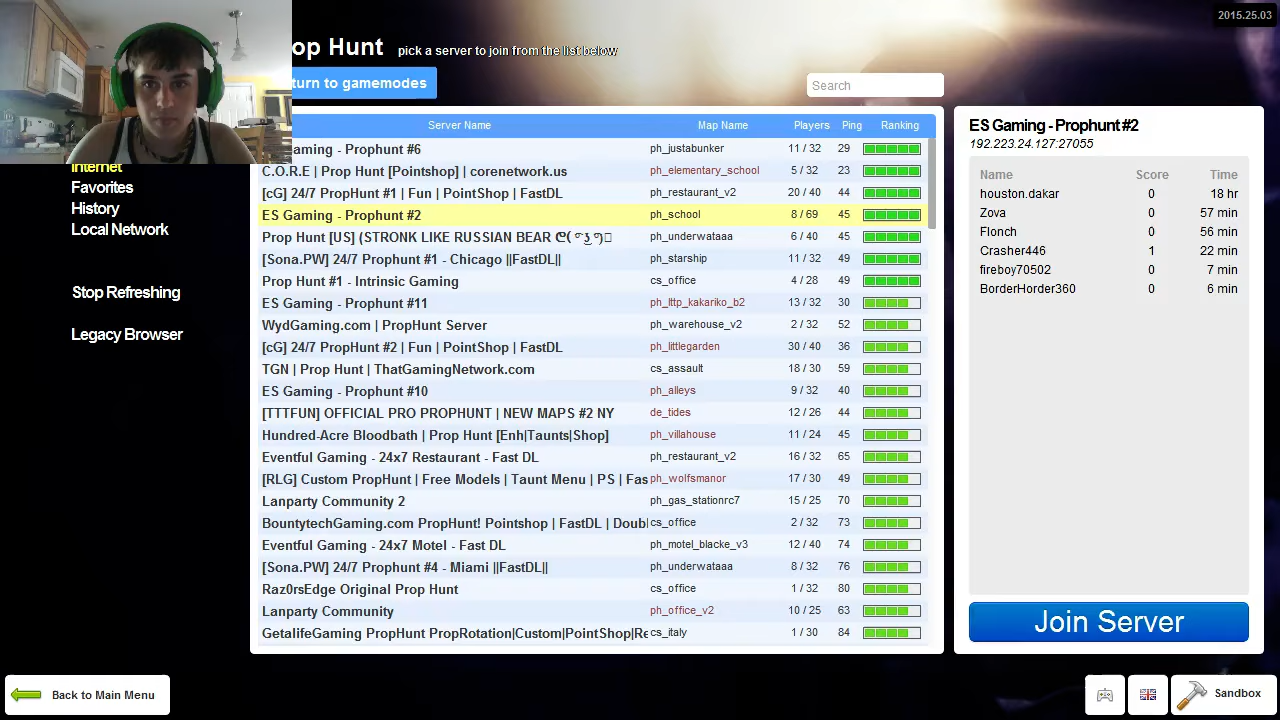 2015.25.03
op Hunt pick a server to join from the list below
turn to gamemodes
Search
Internet
Favorites
History
Local Network
Stop Refreshing
Legacy Browser
Server Name Map Name Players Ping Ranking
aming - Prophunt #6 ph_justabunker 11 / 32 29
C.O.R.E | Prop Hunt [Pointshop] | corenetwork.us ph_elementary_school 5 / 32 23
[cG] 24/7 PropHunt #1 | Fun | PointShop | FastDL ph_restaurant_v2 20 / 40 44
ES Gaming - Prophunt #2 ph_school 8 / 69 45
Prop Hunt [US] (STRONK LIKE RUSSIAN BEAR ph_underwataaa 6 / 40 45
[Sona.PW] 24/7 Prophunt #1 - Chicago ||FastDL|| ph_starship 11 / 32 49
Prop Hunt #1 - Intrinsic Gaming cs_office 4 / 28 49
ES Gaming - Prophunt #11 ph_lttp_kakariko_b2 13 / 32 30
WydGaming.com | PropHunt Server ph_warehouse_v2 2 / 32 52
[cG] 24/7 PropHunt #2 | Fun | PointShop | FastDL ph_littlegarden 30 / 40 36
TGN | Prop Hunt | ThatGamingNetwork.com cs_assault 18 / 30 59
ES Gaming - Prophunt #10 ph_alleys 9 / 32 40
[TTTFUN] OFFICIAL PRO PROPHUNT | NEW MAPS #2 NY de_tides 12 / 26 44
Hundred-Acre Bloodbath | Prop Hunt [Enh|Taunts|Shop] ph_villahouse 11 / 24 45
Eventful Gaming - 24x7 Restaurant - Fast DL ph_restaurant_v2 16 / 32 65
[RLG] Custom PropHunt | Free Models | Taunt Menu | PS | Fas ph_wolfsmanor 17 / 30 49
Lanparty Community 2 ph_gas_stationrc7 15 / 25 70
BountytechGaming.com PropHunt! Pointshop | FastDL | Doubl cs_office 2 / 32 73
Eventful Gaming - 24x7 Motel - Fast DL ph_motel_blacke_v3 12 / 40 74
[Sona.PW] 24/7 Prophunt #4 - Miami ||FastDL|| ph_underwataaa 8 / 32 76
Raz0rsEdge Original Prop Hunt cs_office 1 / 32 80
Lanparty Community ph_office_v2 10 / 25 63
GetalifeGaming PropHunt PropRotation|Custom|PointShop|Re cs_italy 1 / 30 84
ES Gaming - Prophunt #2
192.223.24.127:27055
Name Score Time
houston.dakar 0 18 hr
Zova 0 57 min
Flonch 0 56 min
Crasher446 1 22 min
fireboy70502 0 7 min
BorderHorder360 0 6 min
Join Server
Back to Main Menu
Sandbox